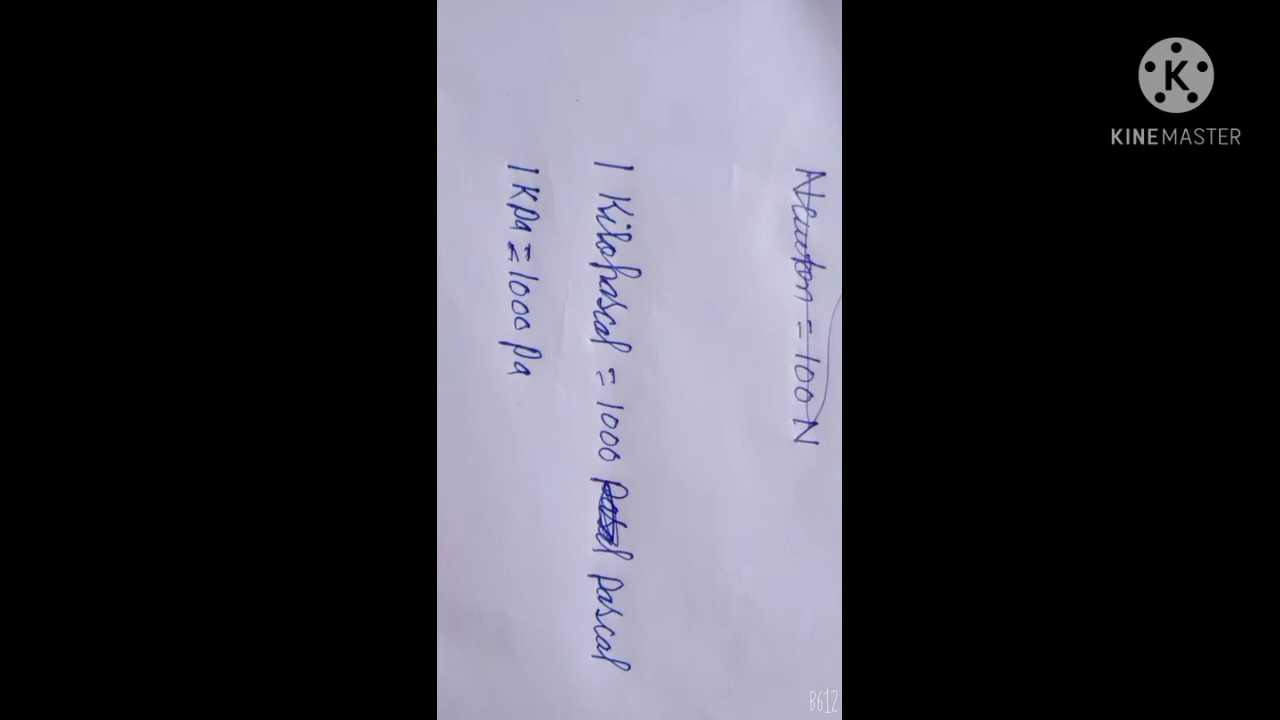 Newton = 100 N
1 Kilopascal = 1000 Pascal
1 KPa = 1000 Pa
KINEMASTER
B612